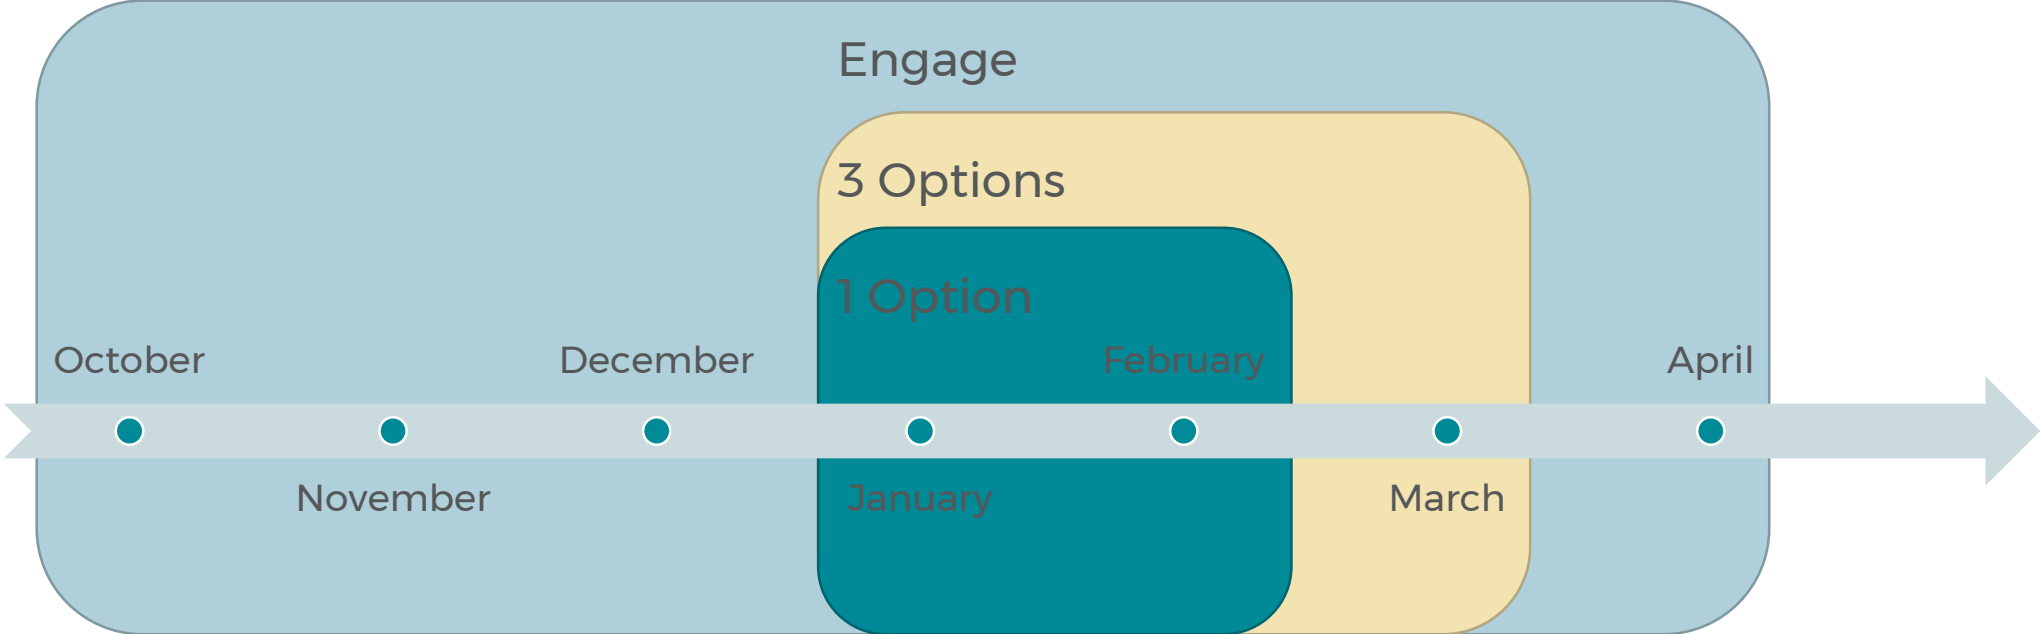 Engage
3 Options
1 Option
October
December
February
April
November
January
March